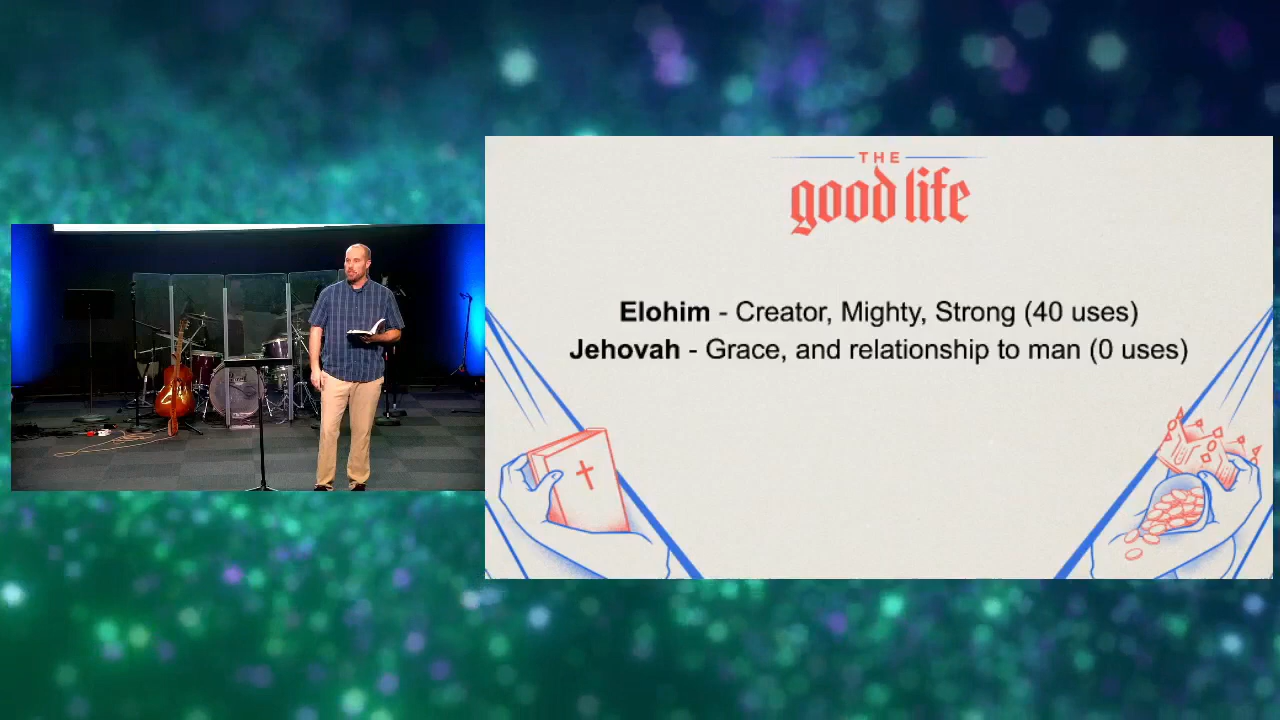 THE
good life
Elohim - Creator, Mighty, Strong (40 uses)
Jehovah - Grace, and relationship to man (0 uses)